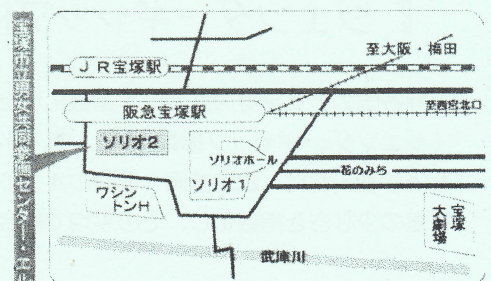 宝塚市立男女共同参画センター・エル
至大阪・梅田
JR宝塚駅
阪急宝塚駅
至西宮北口
ソリオ2
ソリオホール
ソリオ1
花のみち
ワシン
トンH
宝塚
大劇場
武庫川